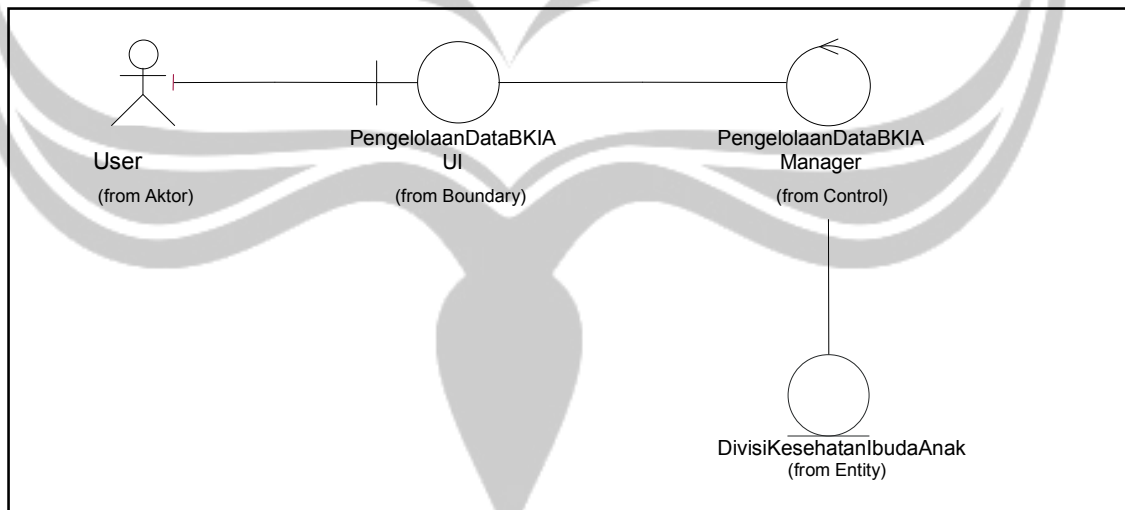 User
(from Aktor)
PengelolaanDataBKIA
UI
(from Boundary)
PengelolaanDataBKIA
Manager
(from Control)
DivisiKesehatanIbudaAnak
(from Entity)